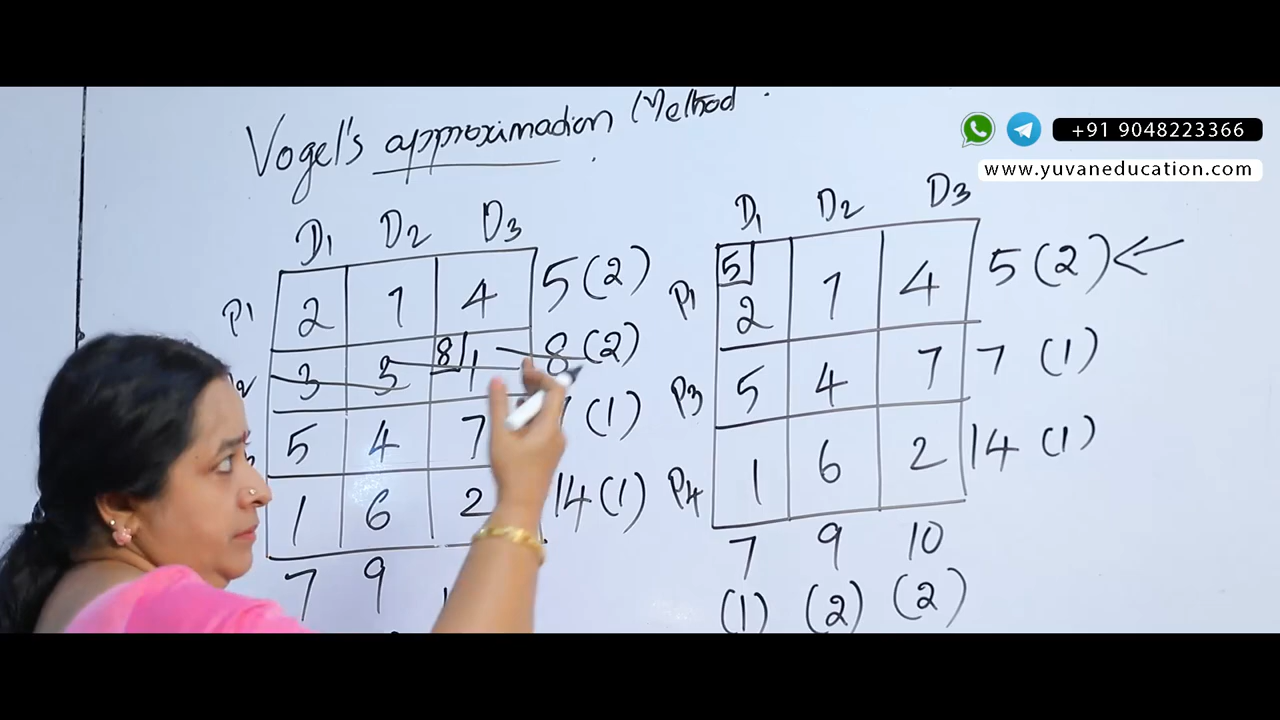 Vogel's approximation Method.
+91 9048223366
www.yuvaneducation.com
D1 D2 D3
P1 2 7 4 5 (2)
3 3 8 1 8 (2)
5 4 7 (1)
1 6 2 14 (1)
7 9
D1 D2 D3
P1 5 2 7 4 5 (2) ←
P3 5 4 7 7 (1)
P4 1 6 2 14 (1)
7 9 10
(1) (2) (2)